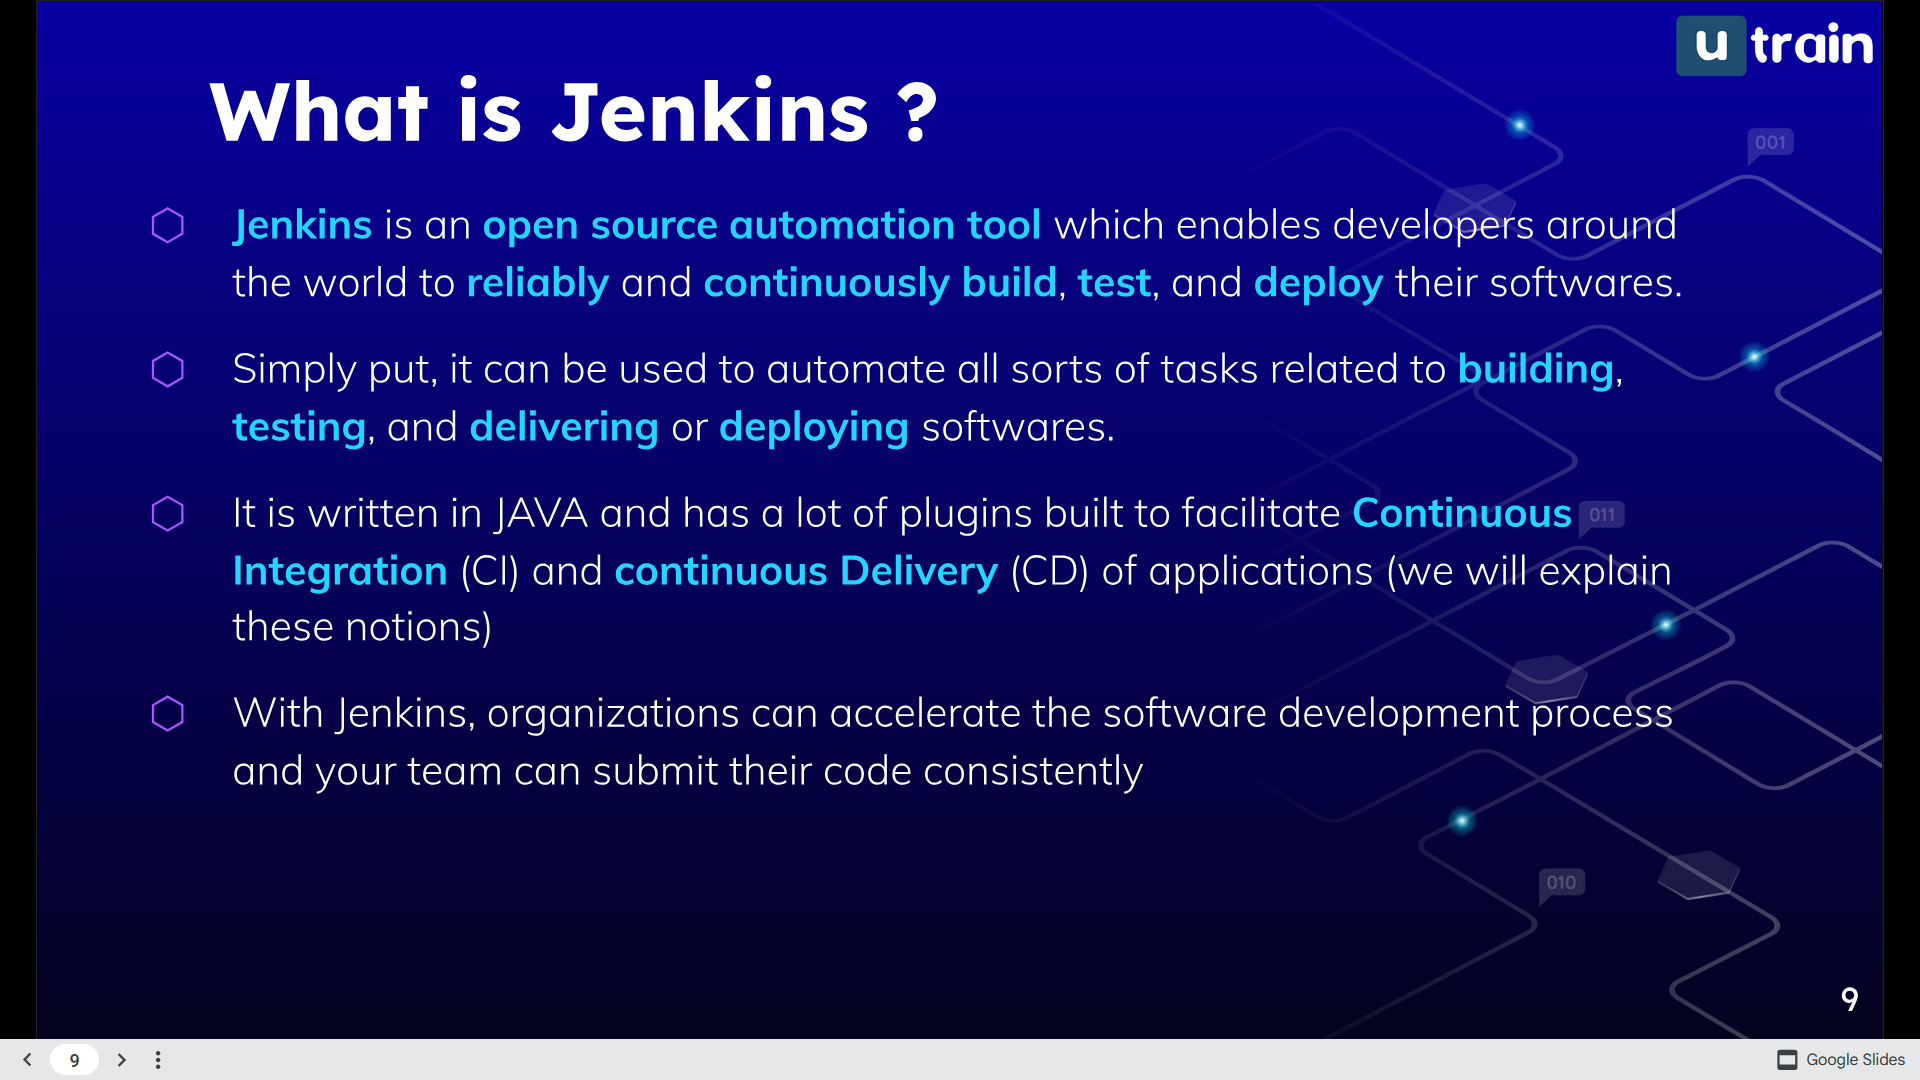 u train
What is Jenkins ?
001
Jenkins is an open source automation tool which enables developers around
the world to reliably and continuously build, test, and deploy their softwares.
Simply put, it can be used to automate all sorts of tasks related to building,
testing, and delivering or deploying softwares.
It is written in JAVA and has a lot of plugins built to facilitate Continuous
011
Integration (CI) and continuous Delivery (CD) of applications (we will explain
these notions)
With Jenkins, organizations can accelerate the software development process
and your team can submit their code consistently
010
9
9
Google Slides